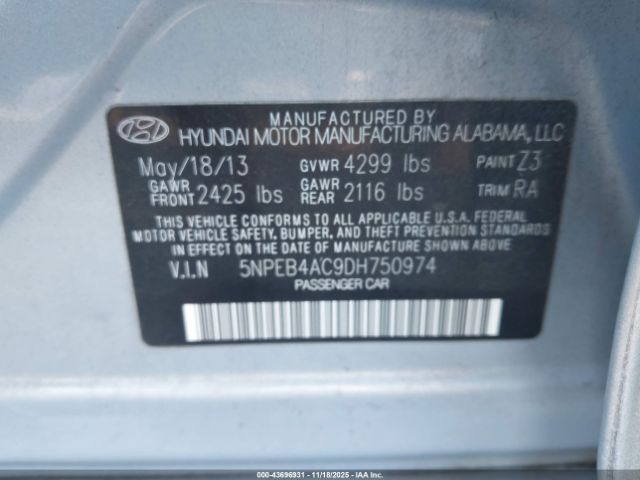 MANUFACTURED BY
HYUNDAI MOTOR MANUFACTURING ALABAMA, LLC
May/18/13 GVWR 4299 lbs PAINT Z3
GAWR FRONT 2425 lbs GAWR REAR 2116 lbs TRIM RA
THIS VEHICLE CONFORMS TO ALL APPLICABLE U.S.A. FEDERAL
MOTOR VEHICLE SAFETY, BUMPER, AND THEFT PREVENTION STANDARDS
IN EFFECT ON THE DATE OF MANUFACTURE SHOWN ABOVE.
V.I.N 5NPEB4AC9DH750974
PASSENGER CAR
000-43696931 - 11/18/2025 - IAAI.COM